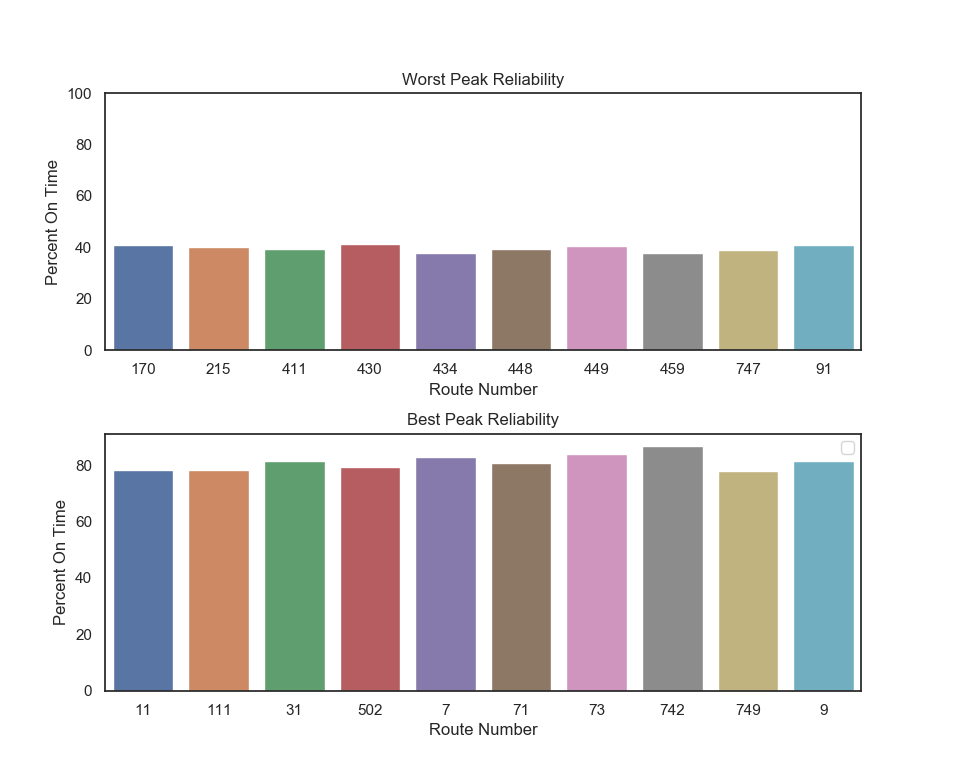 Worst Peak Reliability
100
80
60
40
20
0
Percent On Time
170 215 411 430 434 448 449 459 747 91
Route Number
Best Peak Reliability
80
60
40
20
0
Percent On Time
11 111 31 502 7 71 73 742 749 9
Route Number